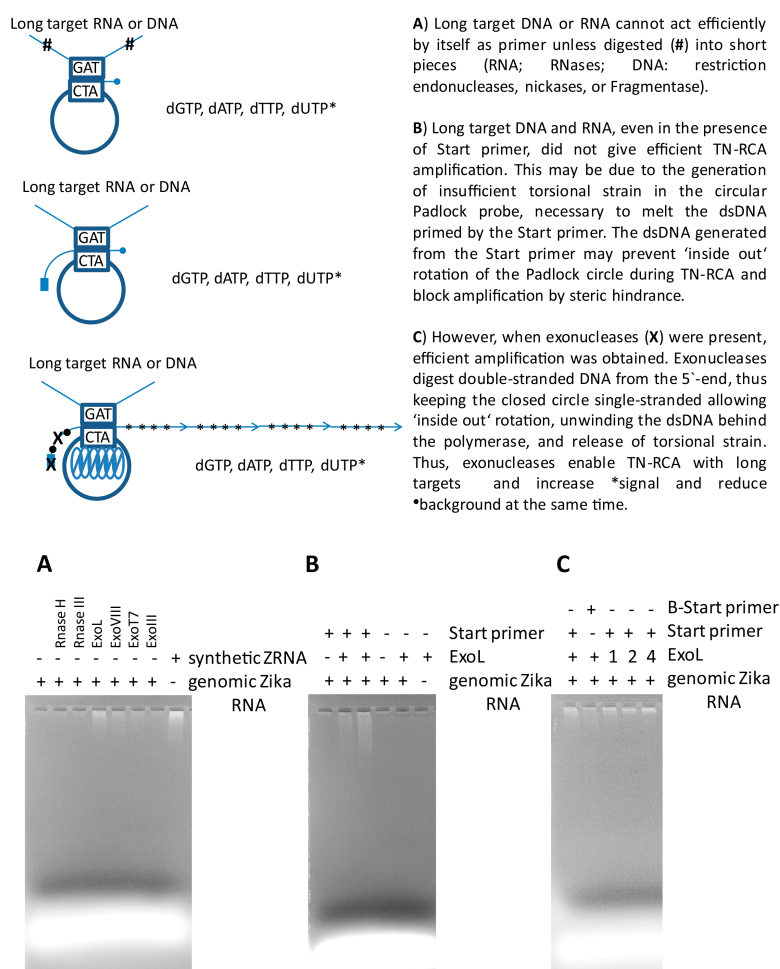 Long target RNA or DNA
# #
GAT
CTA
dGTP, dATP, dTTP, dUTP*
Long target RNA or DNA
GAT
CTA
dGTP, dATP, dTTP, dUTP*
Long target RNA or DNA
GAT
X
CTA
* * * * * * * * * * * * * * * *
X
dGTP, dATP, dTTP, dUTP*
A) Long target DNA or RNA cannot act efficiently
by itself as primer unless digested (#) into short
pieces (RNA; RNases; DNA: restriction
endonucleases, nickases, or Fragmentase).
B) Long target DNA and RNA, even in the presence
of Start primer, did not give efficient TN-RCA
amplification. This may be due to the generation
of insufficient torsional strain in the circular
Padlock probe, necessary to melt the dsDNA
primed by the Start primer. The dsDNA generated
from the Start primer may prevent ‘inside out‘
rotation of the Padlock circle during TN-RCA and
block amplification by steric hindrance.
C) However, when exonucleases (X) were present,
efficient amplification was obtained. Exonucleases
digest double-stranded DNA from the 5`-end, thus
keeping the closed circle single-stranded allowing
‘inside out‘ rotation, unwinding the dsDNA behind
the polymerase, and release of torsional strain.
Thus, exonucleases enable TN-RCA with long
targets and increase *signal and reduce
•background at the same time.
A
Rnase H
Rnase III
ExoL
ExoVIII
ExoT7
ExoIII
- + synthetic ZRNA
+ + + + + + + - genomic Zika
RNA
B
+ + + - - - Start primer
- + + - + + ExoL
+ + + + + - genomic Zika
RNA
C
- + - - - B-Start primer
+ - + + + Start primer
+ + 1 2 4 ExoL
+ + + + + genomic Zika
RNA